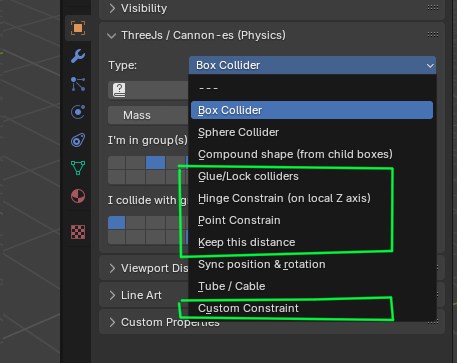 Visibility
ThreeJs / Cannon-es (Physics)
Type:
Box Collider
---
Mass
Box Collider
Sphere Collider
I'm in group(s)
Compound shape (from child boxes)
Glue/Lock colliders
Hinge Constrain (on local Z axis)
I collide with g
Point Constrain
Keep this distance
Viewport Dis
Sync position & rotation
Tube / Cable
Line Art
Custom Constraint
Custom Properties